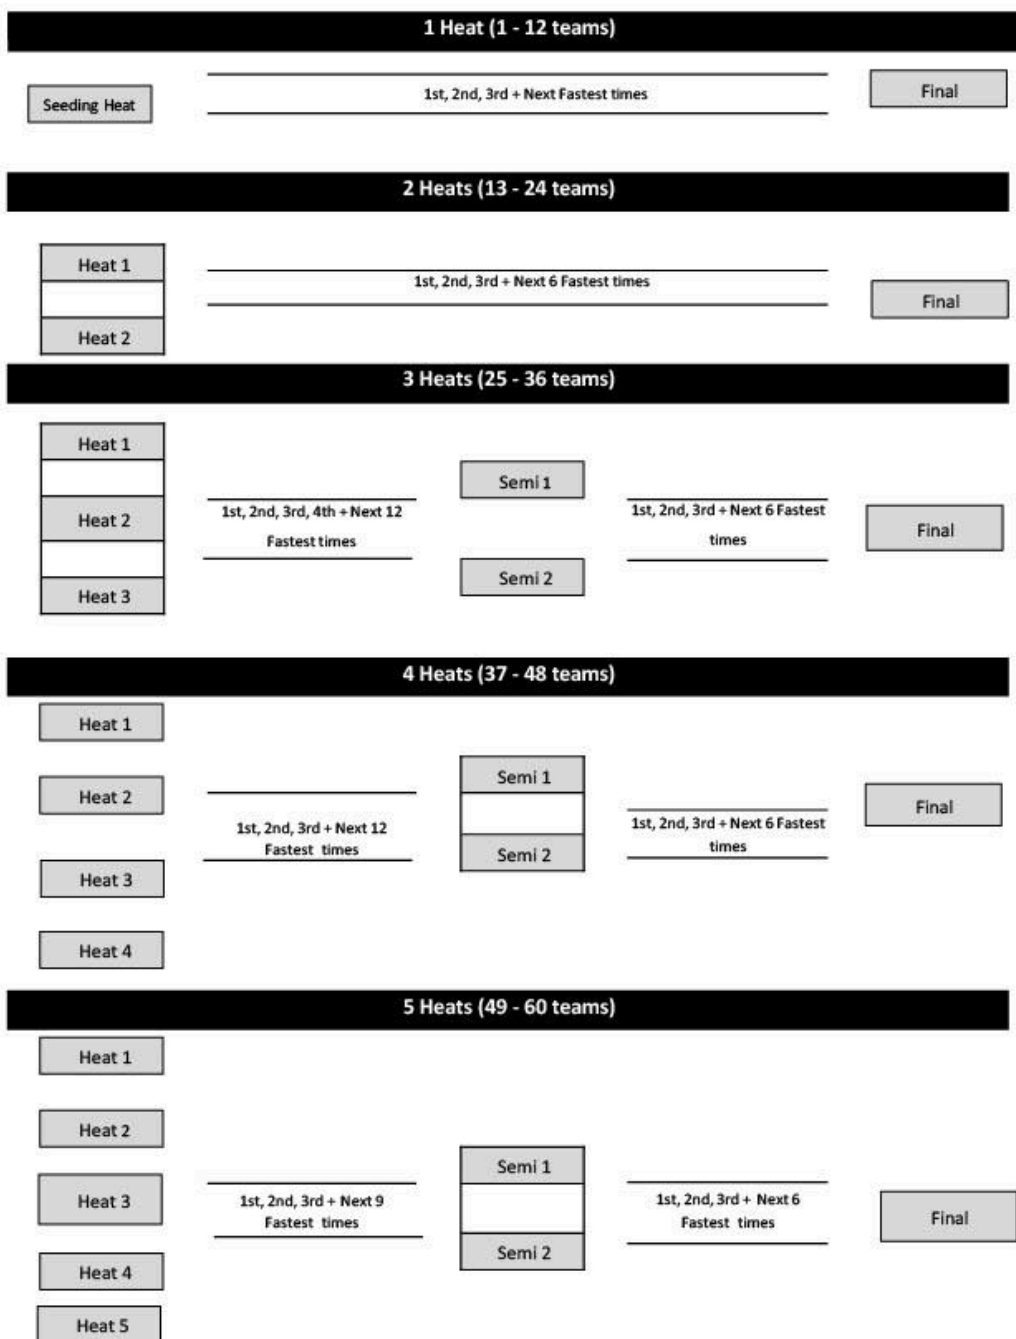 1 Heat (1 - 12 teams)
Seeding Heat
1st, 2nd, 3rd + Next Fastest times
Final
2 Heats (13 - 24 teams)
Heat 1
1st, 2nd, 3rd + Next 6 Fastest times
Final
Heat 2
3 Heats (25 - 36 teams)
Heat 1
Heat 2
Heat 3
1st, 2nd, 3rd, 4th + Next 12
Fastest times
Semi 1
Semi 2
1st, 2nd, 3rd + Next 6 Fastest
times
Final
4 Heats (37 - 48 teams)
Heat 1
Heat 2
Heat 3
Heat 4
1st, 2nd, 3rd + Next 12
Fastest times
Semi 1
Semi 2
1st, 2nd, 3rd + Next 6 Fastest
times
Final
5 Heats (49 - 60 teams)
Heat 1
Heat 2
Heat 3
Heat 4
Heat 5
1st, 2nd, 3rd + Next 9
Fastest times
Semi 1
Semi 2
1st, 2nd, 3rd + Next 6
Fastest times
Final